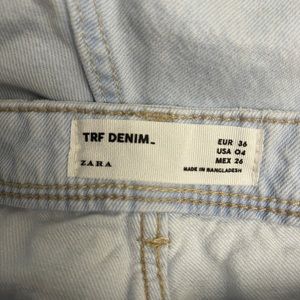 TRF DENIM_
ZARA
EUR 36
USA 04
MEX 26
MADE IN BANGLADESH